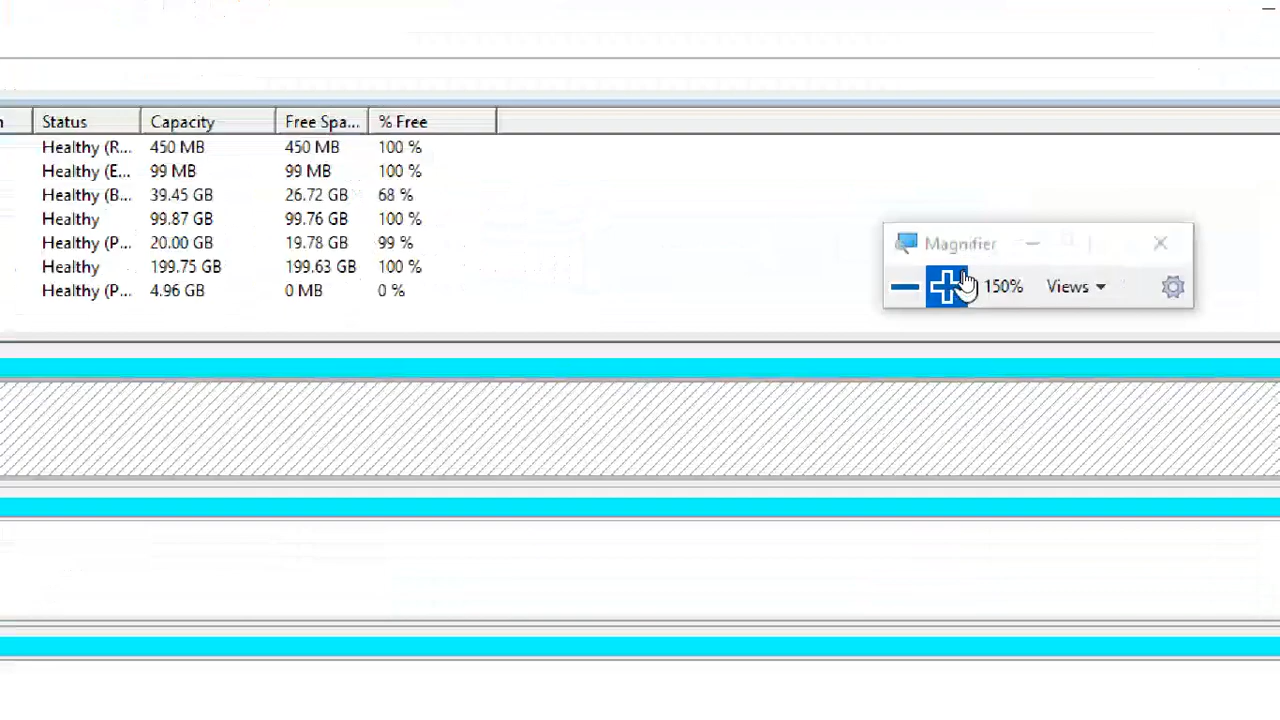 Status Capacity Free Spa... % Free
Healthy (R... 450 MB 450 MB 100 %
Healthy (E... 99 MB 99 MB 100 %
Healthy (B... 39.45 GB 26.72 GB 68 %
Healthy 99.87 GB 99.76 GB 100 %
Healthy (P... 20.00 GB 19.78 GB 99 %
Healthy 199.75 GB 199.63 GB 100 %
Healthy (P... 4.96 GB 0 MB 0 %
Magnifier
150% Views